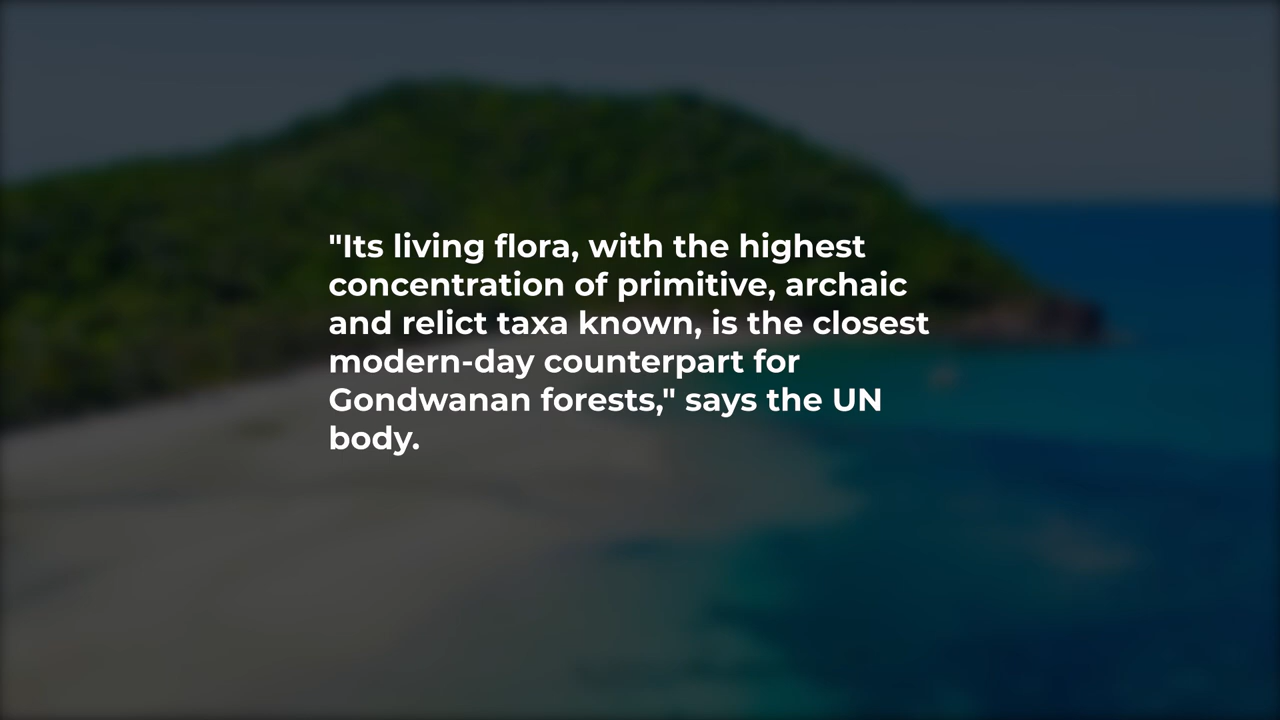 "Its living flora, with the highest
concentration of primitive, archaic
and relict taxa known, is the closest
modern-day counterpart for
Gondwanan forests," says the UN
body.